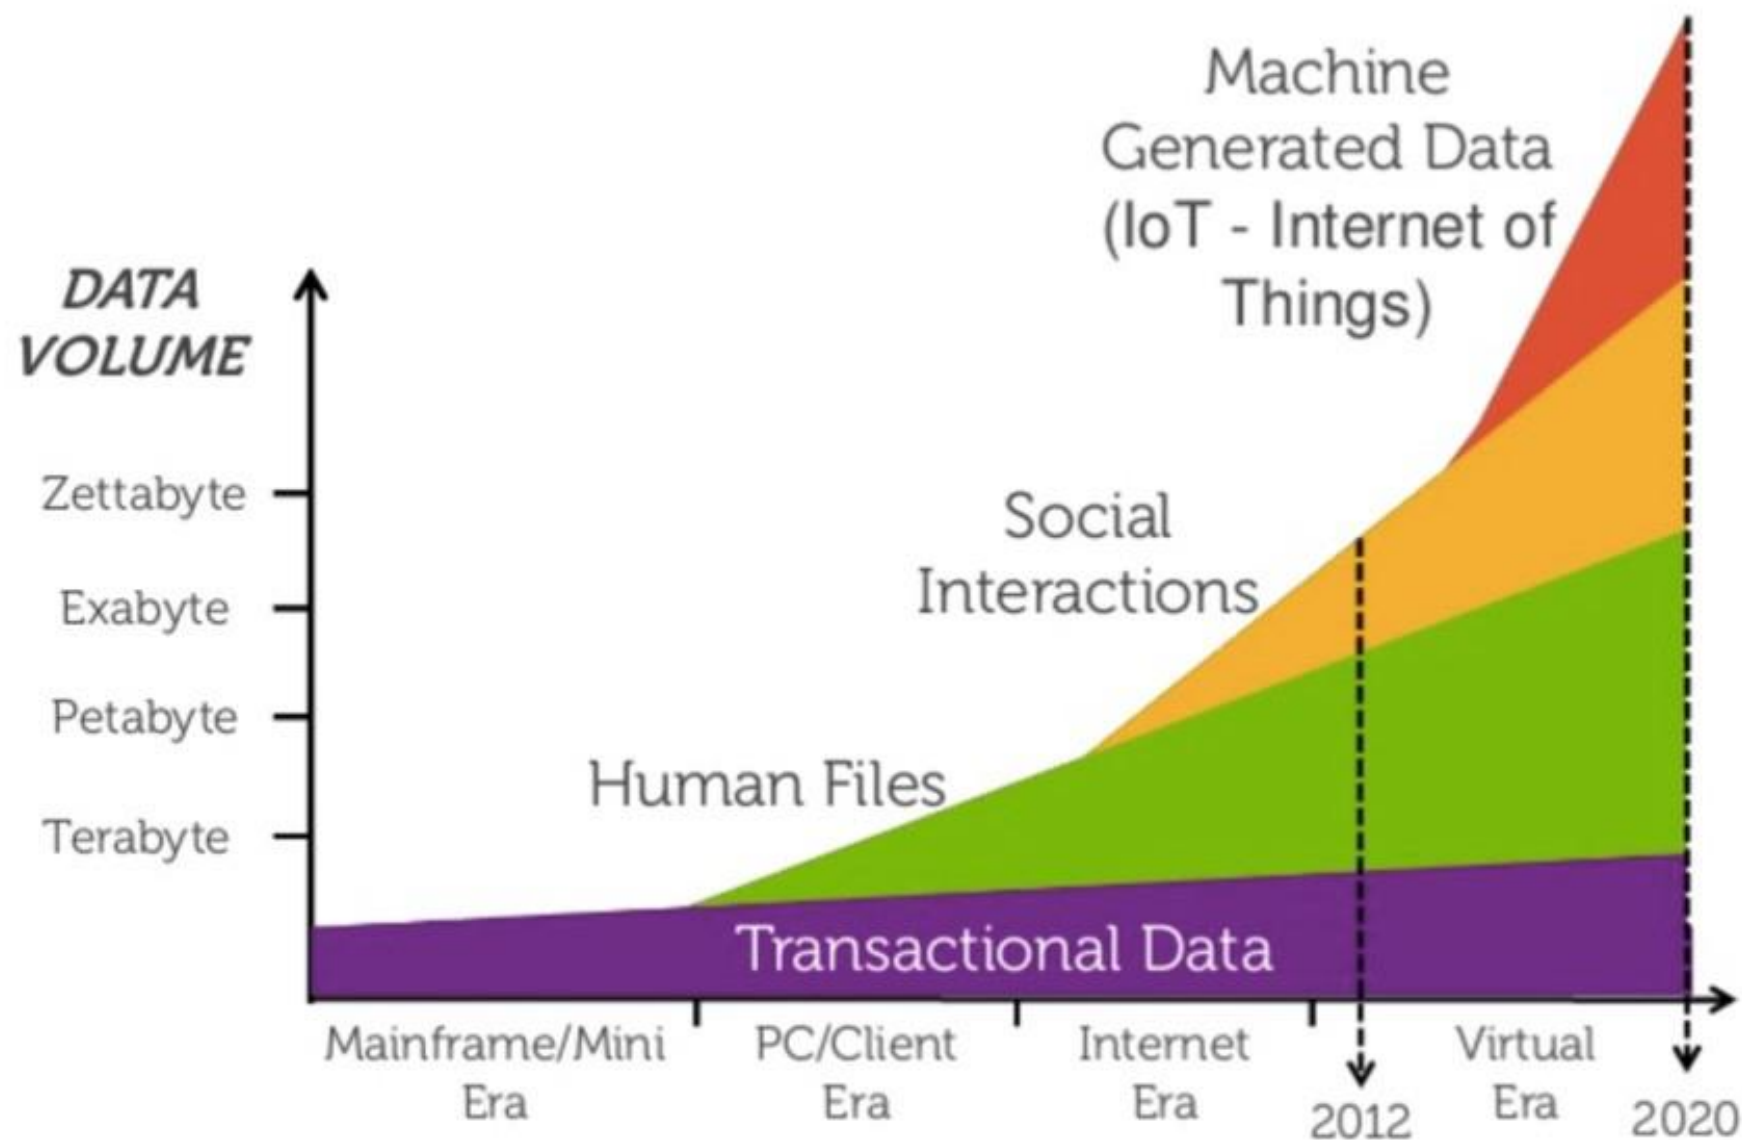 Machine
Generated Data
(IoT - Internet of
Things)
DATA
VOLUME
Zettabyte
Social
Interactions
Exabyte
Petabyte
Human Files
Terabyte
Transactional Data
Mainframe/Mini
Era
PC/Client
Era
Internet
Era
2012
Virtual
Era
2020